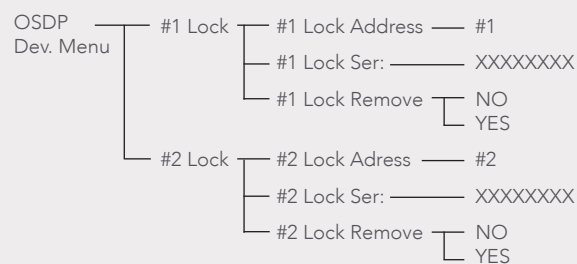 OSDP
Dev. Menu
#1 Lock
#1 Lock Address
#1
#1 Lock Ser:
XXXXXXXX
#1 Lock Remove
NO
YES
#2 Lock
#2 Lock Adress
#2
#2 Lock Ser:
XXXXXXXX
#2 Lock Remove
NO
YES